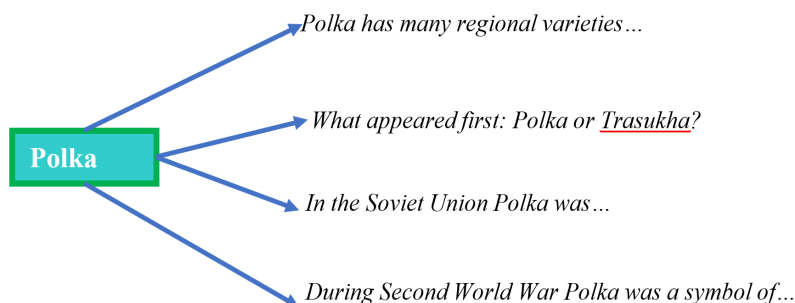 Polka has many regional varieties…
What appeared first: Polka or Trasukha?
Polka
In the Soviet Union Polka was…
During Second World War Polka was a symbol of…